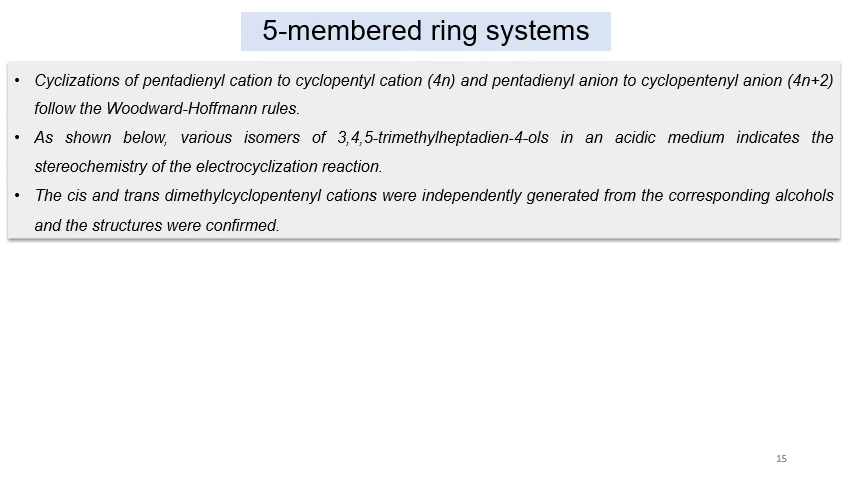 5-membered ring systems
• Cyclizations of pentadienyl cation to cyclopentyl cation (4n) and pentadienyl anion to cyclopentenyl anion (4n+2)
follow the Woodward-Hoffmann rules.
• As shown below, various isomers of 3,4,5-trimethylheptadien-4-ols in an acidic medium indicates the
stereochemistry of the electrocyclization reaction.
• The cis and trans dimethylcyclopentenyl cations were independently generated from the corresponding alcohols
and the structures were confirmed.
15